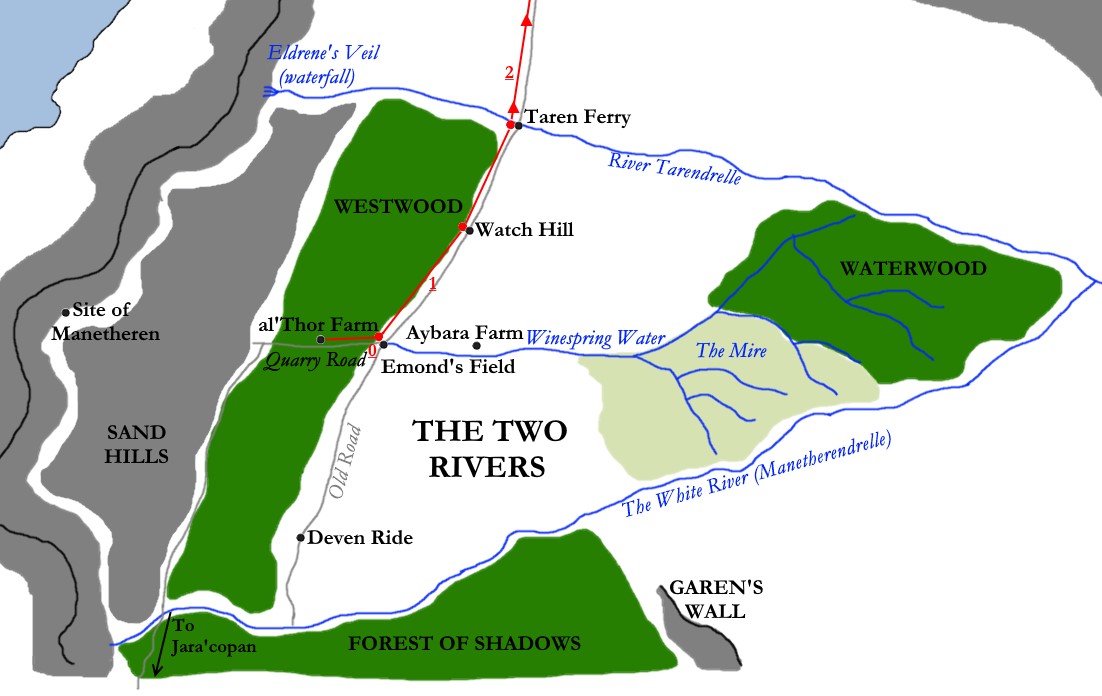 Eldrene's Veil
(waterfall)
2
Taren Ferry
River Tarendrelle
WESTWOOD
Watch Hill
WATERWOOD
1
Site of
Manetheren
al'Thor Farm
Aybara Farm
Winespring Water
The Mire
0
Quarry Road
Emond's Field
SAND
HILLS
THE TWO
RIVERS
Old Road
The White River (Manetherendrelle)
Deven Ride
GAREN'S
WALL
To
Jara'copan
FOREST OF SHADOWS